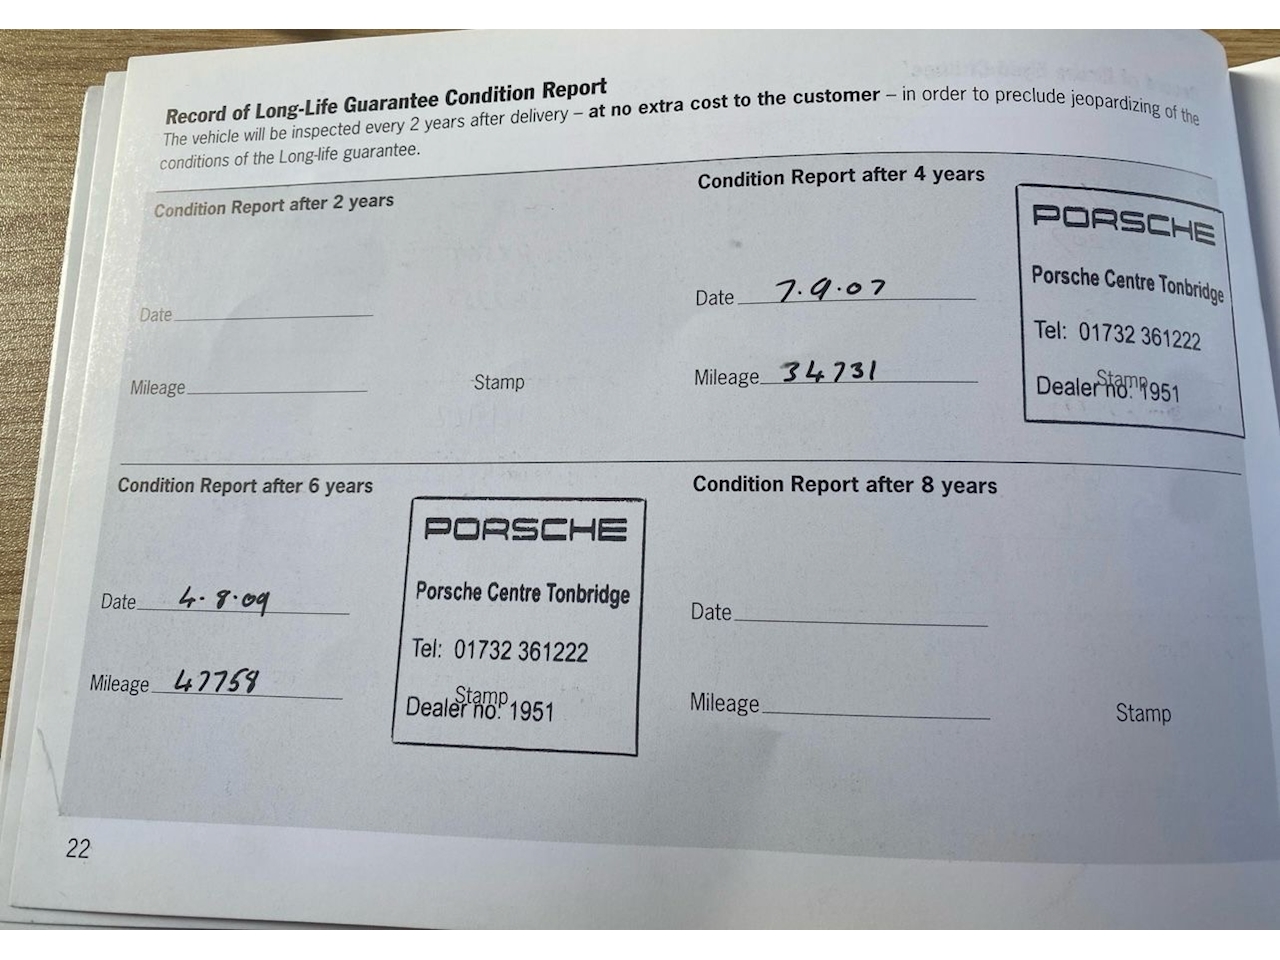 Record of Long-Life Guarantee Condition Report
The vehicle will be inspected every 2 years after delivery – at no extra cost to the customer – in order to preclude jeopardizing of the
conditions of the Long-life guarantee.
Condition Report after 2 years
Date
Mileage
Stamp
Condition Report after 4 years
Date 7.9.07
Mileage 34731
PORSCHE
Porsche Centre Tonbridge
Tel: 01732 361222
Stamp
Dealer no: 1951
Condition Report after 6 years
Date 4.8.09
Mileage 47758
PORSCHE
Porsche Centre Tonbridge
Tel: 01732 361222
Stamp
Dealer no: 1951
Condition Report after 8 years
Date
Mileage
Stamp
22